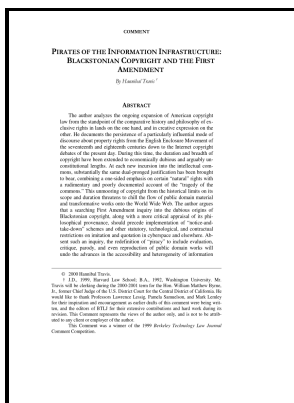 COMMENT
PIRATES OF THE INFORMATION INFRASTRUCTURE:
BLACKSTONIAN COPYRIGHT AND THE FIRST
AMENDMENT
By Hannibal Travis †
ABSTRACT
The author analyzes the ongoing expansion of American copyright
law from the standpoint of the comparative history and philosophy of ex-
clusive rights in lands on the one hand, and in creative expression on the
other. He documents the persistence of a particularly influential mode of
discourse about property rights from the English Enclosure Movement of
the seventeenth and eighteenth centuries down to the Internet copyright
debates of the present day. During this time, the duration and breadth of
copyright have been extended to economically dubious and arguably un-
constitutional lengths. At each new incursion into the intellectual com-
mons, substantially the same dual-pronged justification has been brought
to bear, combining a one-sided emphasis on certain "natural" rights with
a rudimentary and poorly documented account of the "tragedy of the
commons." This unmooring of copyright from the historical limits on its
scope and duration threatens to chill the flow of public domain material
and transformative works onto the World Wide Web. The author argues
that a searching First Amendment inquiry into the dubious origins of
Blackstonian copyright, along with a more critical appraisal of its phi-
losophical provenance, should precede implementation of "notice-and-
take-down" schemes and other statutory, technological, and contractual
restrictions on imitation and quotation in cyberspace and elsewhere. Ab-
sent such an inquiry, the redefinition of "piracy" to include evaluation,
critique, parody, and even reproduction of public domain works will
undo the advances in the accessibility and heterogeneity of information
© 2000 Hannibal Travis.
† J.D., 1999, Harvard Law School; B.A., 1992, Washington University. Mr.
Travis will be clerking during the 2000-2001 term for the Hon. William Matthew Byrne,
Jr., former Chief Judge of the U.S. District Court for the Central District of California. He
would like to thank Professors Lawrence Lessig, Pamela Samuelson, and Mark Lemley
for their inspiration and encouragement as earlier drafts of this comment were being writ-
ten, and the editors of BTLJ for their extensive contributions and hard work during its
revision. This Comment represents the views of the author only, and is not to be attrib-
uted to any client or employer of the author.
This Comment was a winner of the 1999 Berkeley Technology Law Journal
Comment Competition.